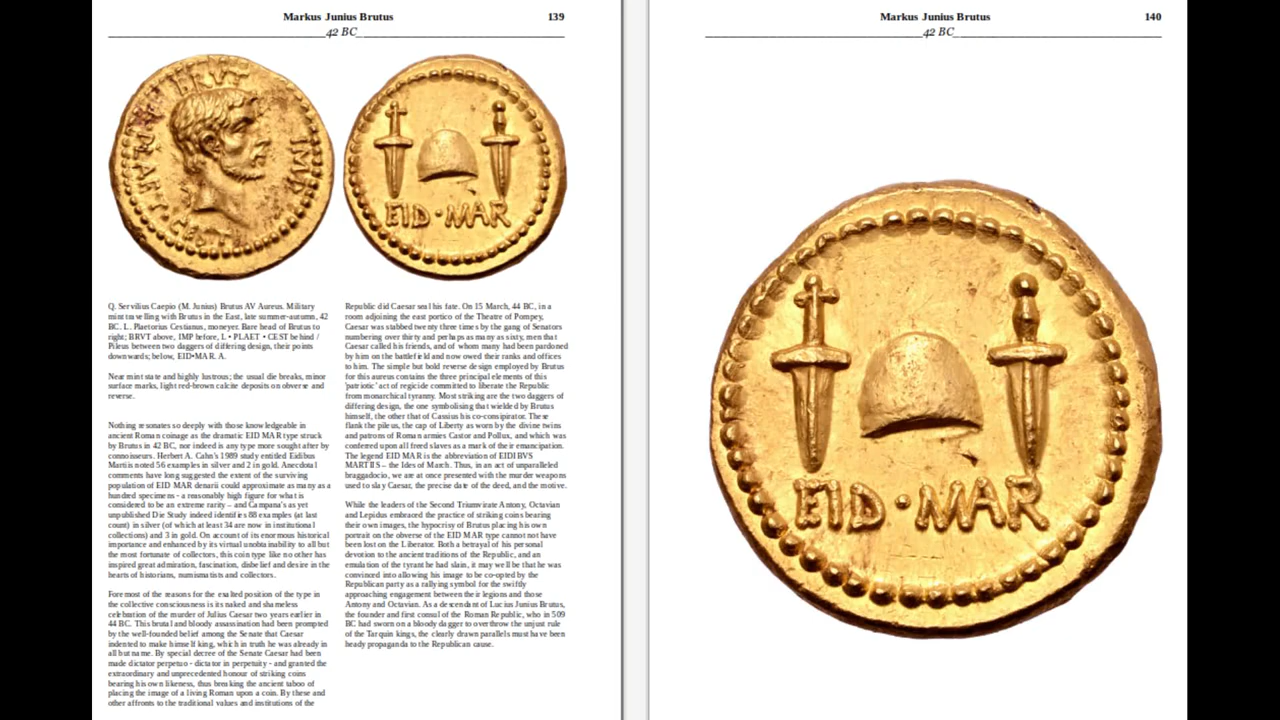 Markus Junius Brutus 139
42 BC
BRVT
IMP
EID·MAR
Q. Servilius Caepio (M. Junius) Brutus AV Aureus. Military
mint travelling with Brutus in the East, late summer-autumn, 42
BC. L. Plaetorius Cestianus, moneyer. Bare head of Brutus to
right; BRVT above, IMP before, L • PLAET • CEST behind /
Pileus between two daggers of differing design, their points
downwards; below, EID•MAR. A.
Near mint state and highly lustrous; the usual die breaks, minor
surface marks, light red-brown calcite deposits on obverse and
reverse.
Nothing resonates so deeply with those knowledgeable in
ancient Roman coinage as the dramatic EID MAR type struck
by Brutus in 42 BC, nor indeed is any type more sought after by
connoisseurs. Herbert A. Cahn's 1989 study entitled Eidibus
Martiis noted 56 examples in silver and 2 in gold. Anecdotal
comments have long suggested the extent of the surviving
population of EID MAR denarii could approximate as many as a
hundred specimens - a reasonably high figure for what is
considered to be an extreme rarity – and Campana's as yet
unpublished Die Study indeed identifies 88 examples (at last
count) in silver (of which at least 34 are now in institutional
collections) and 3 in gold. On account of its enormous historical
importance and enhanced by its virtual unobtainability to all but
the most fortunate of collectors, this coin type like no other has
inspired great admiration, fascination, disbelief and desire in the
hearts of historians, numismatists and collectors.
Foremost of the reasons for the exalted position of the type in
the collective consciousness is its naked and shameless
celebration of the murder of Julius Caesar two years earlier in
44 BC. This brutal and bloody assassination had been prompted
by the well-founded belief among the Senate that Caesar
indented to make himself king, which in truth he was already in
all but name. By special decree of the Senate Caesar had been
made dictator perpetuo - dictator in perpetuity - and granted the
extraordinary and unprecedented honour of striking coins
bearing his own likeness, thus breaking the ancient taboo of
placing the image of a living Roman upon a coin. By these and
other affronts to the traditional values and institutions of the
Republic did Caesar seal his fate. On 15 March, 44 BC, in a
room adjoining the east portico of the Theatre of Pompey,
Caesar was stabbed twenty three times by the gang of Senators
numbering over thirty and perhaps as many as sixty, men that
Caesar called his friends, and of whom many had been pardoned
by him on the battlefield and now owed their ranks and offices
to him. The simple but bold reverse design employed by Brutus
for this aureus contains the three principal elements of this
'patriotic' act of regicide committed to liberate the Republic
from monarchical tyranny. Most striking are the two daggers of
differing design, the one symbolising that wielded by Brutus
himself, the other that of Cassius his co-conspirator. These
flank the pileus, the cap of Liberty as worn by the divine twins
and patrons of Roman armies Castor and Pollux, and which was
conferred upon all freed slaves as a mark of their emancipation.
The legend EID MAR is the abbreviation of EIDIBVS
MARTIIS – the Ides of March. Thus, in an act of unparalleled
braggadocio, we are at once presented with the murder weapons
used to slay Caesar, the precise date of the deed, and the motive.
While the leaders of the Second Triumvirate Antony, Octavian
and Lepidus embraced the practice of striking coins bearing
their own images, the hypocrisy of Brutus placing his own
portrait on the obverse of the EID MAR type cannot not have
been lost on the Liberator. Both a betrayal of his personal
devotion to the ancient traditions of the Republic, and an
emulation of the tyrant he had slain, it may well be that he was
convinced into allowing his image to be co-opted by the
Republican party as a rallying symbol for the swiftly
approaching engagement between their legions and those
Antony and Octavian. As a descendant of Lucius Junius Brutus,
the founder and first consul of the Roman Republic, who in 509
BC had sworn on a bloody dagger to overthrow the unjust rule
of the Tarquin kings, the clearly drawn parallels must have been
heady propaganda to the Republican cause.
Markus Junius Brutus 140
42 BC
EID·MAR